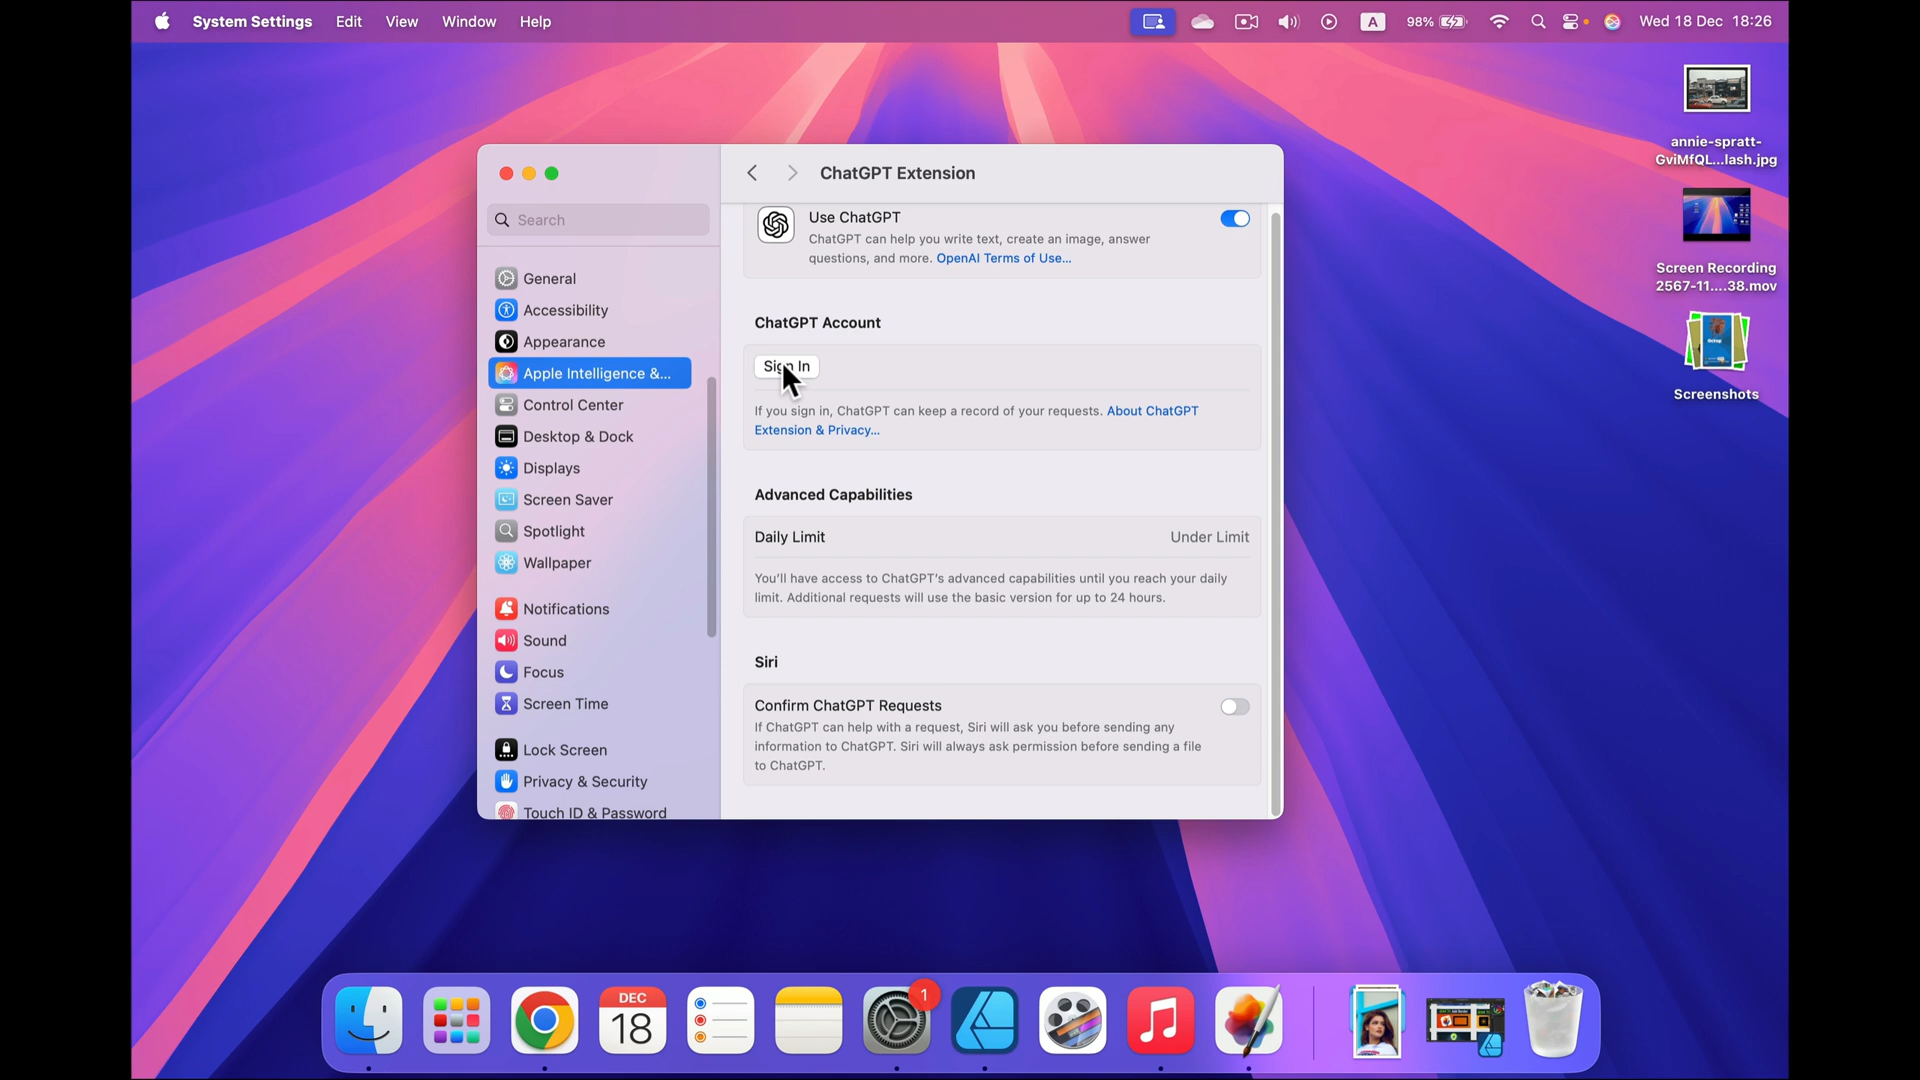 System Settings Edit View Window Help
A 98% Wed 18 Dec 18:26
annie-spratt-
GviMfQL...lash.jpg
Screen Recording
2567-11....38.mov
Screenshots
Search
General
Accessibility
Appearance
Apple Intelligence &...
Control Center
Desktop & Dock
Displays
Screen Saver
Spotlight
Wallpaper
Notifications
Sound
Focus
Screen Time
Lock Screen
Privacy & Security
Touch ID & Password
ChatGPT Extension
Use ChatGPT
ChatGPT can help you write text, create an image, answer
questions, and more. OpenAI Terms of Use...
ChatGPT Account
Sign In
If you sign in, ChatGPT can keep a record of your requests. About ChatGPT
Extension & Privacy...
Advanced Capabilities
Daily Limit Under Limit
You'll have access to ChatGPT's advanced capabilities until you reach your daily
limit. Additional requests will use the basic version for up to 24 hours.
Siri
Confirm ChatGPT Requests
If ChatGPT can help with a request, Siri will ask you before sending any
information to ChatGPT. Siri will always ask permission before sending a file
to ChatGPT.
DEC
18
1